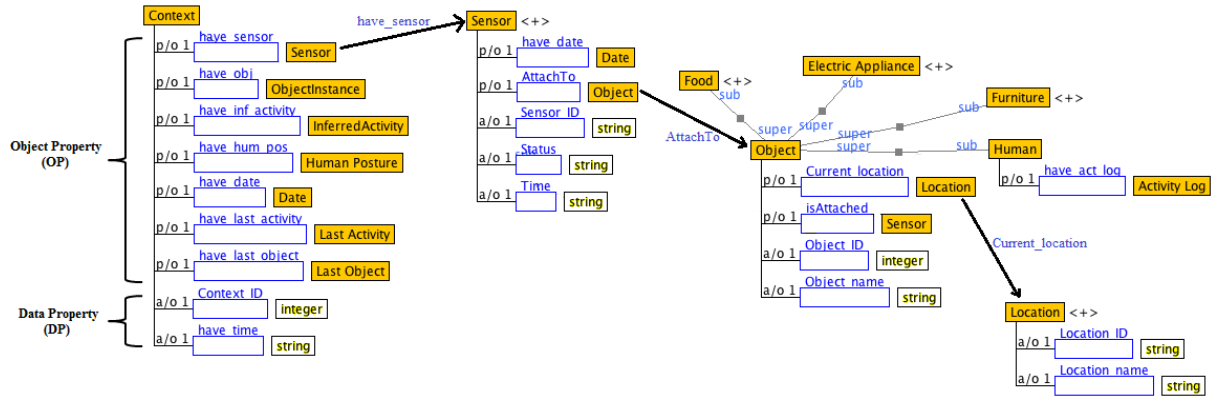 Context
have_sensor
p/o 1
Sensor
have_obj
p/o 1
ObjectInstance
have_inf_activity
p/o 1
InferredActivity
have_hum_pos
p/o 1
Human Posture
have_date
p/o 1
Date
have_last_activity
p/o 1
Last Activity
have_last_object
p/o 1
Last Object
Context_ID
a/o 1
integer
have_time
a/o 1
string
Object Property
(OP)
Data Property
(DP)
have_sensor
Sensor <+>
have_date
p/o 1
Date
AttachTo
p/o 1
Object
Sensor_ID
a/o 1
string
Status
a/o 1
string
Time
a/o 1
string
AttachTo
Food <+>
sub
super
Electric Appliance <+>
sub
super
Furniture <+>
sub
super
Human
sub
super
have_act_log
p/o 1
Activity Log
Object
Current_location
p/o 1
Location
isAttached
p/o 1
Sensor
Object_ID
a/o 1
integer
Object_name
a/o 1
string
Current_location
Location <+>
Location_ID
a/o 1
string
Location_name
a/o 1
string